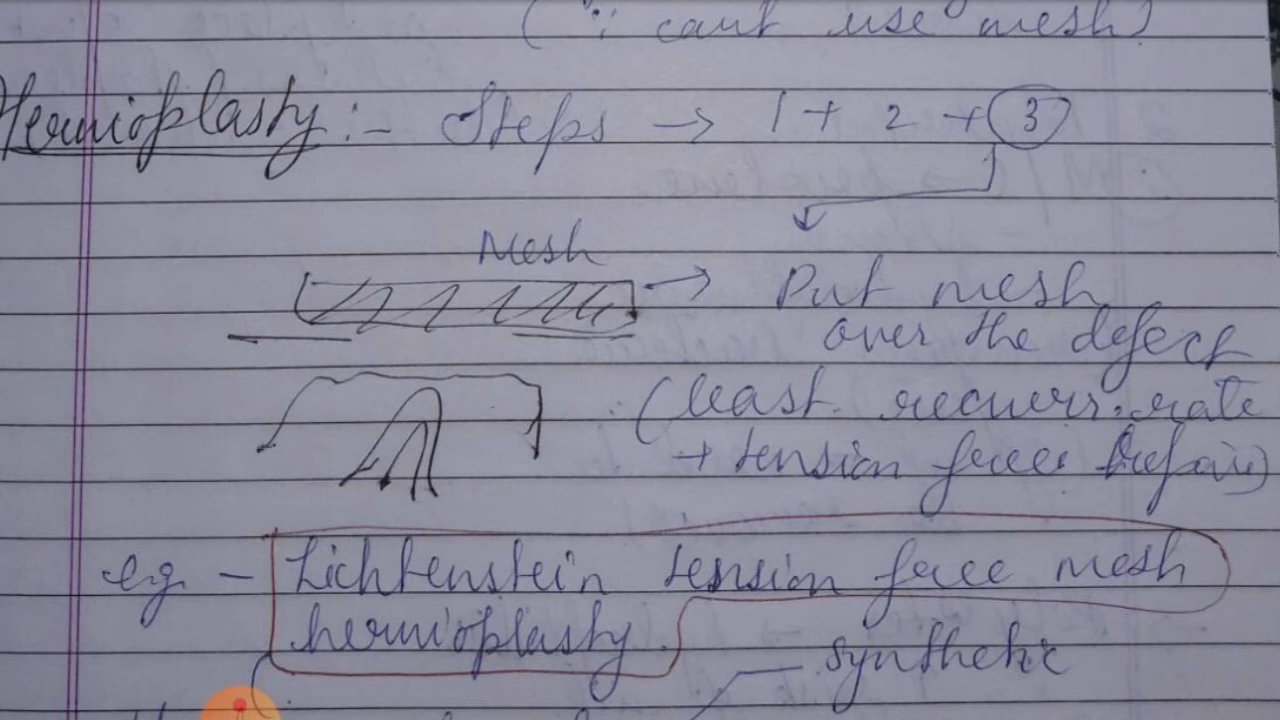 (∵ can't use mesh)
Hernioplasty :- Steps → 1 + 2 + 3
Mesh → Put mesh
over the defect
(least recurr. rate
+ tension free repair)
eg - Lichtenstein tension free mesh
hernioplasty
synthetic